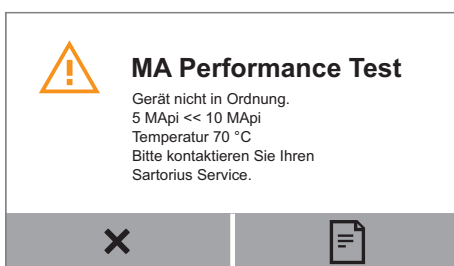 MA Performance Test
Gerät nicht in Ordnung.
5 MApi << 10 MApi
Temperatur 70 °C
Bitte kontaktieren Sie Ihren
Sartorius Service.